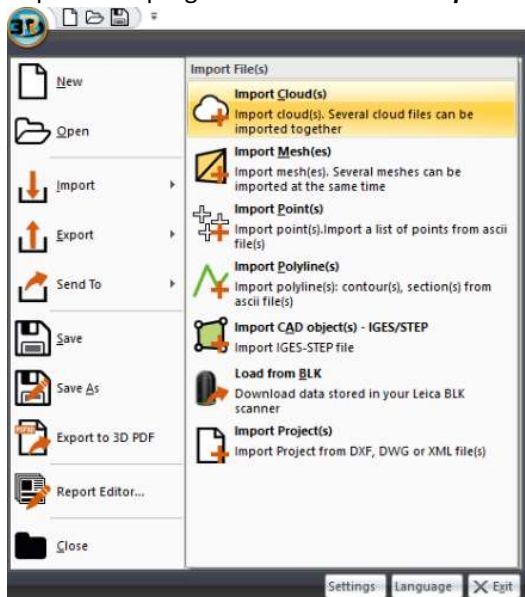 3D
New
Open
Import
Export
Send To
Save
Save As
Export to 3D PDF
Report Editor...
Close
Import File(s)
Import Cloud(s)
Import cloud(s). Several cloud files can be
imported together
Import Mesh(es)
Import mesh(es). Several meshes can be
imported at the same time
Import Point(s)
Import point(s).Import a list of points from ascii
file(s)
Import Polyline(s)
Import polyline(s): contour(s), section(s) from
ascii file(s)
Import CAD object(s) - IGES/STEP
Import IGES-STEP file
Load from BLK
Download data stored in your Leica BLK
scanner
Import Project(s)
Import Project from DXF, DWG or XML file(s)
Settings Language Exit